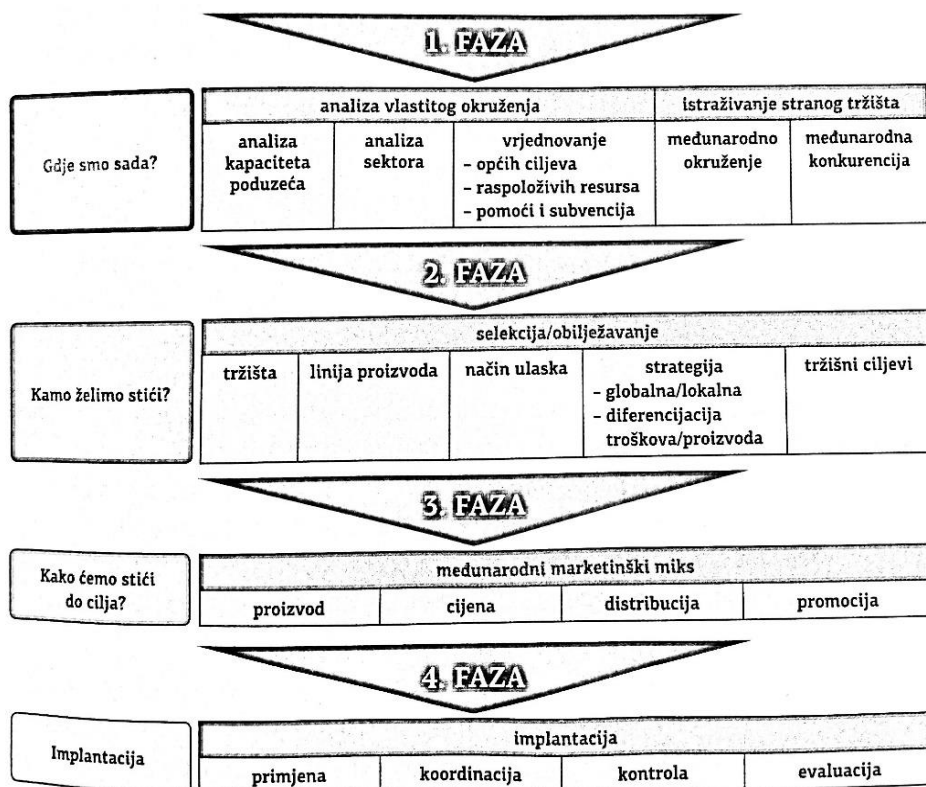 1. FAZA
Gdje smo sada?
analiza vlastitog okruženja
istraživanje stranog tržišta
analiza
kapaciteta
poduzeća
analiza
sektora
vrjednovanje
– općih ciljeva
– raspoloživih resursa
– pomoći i subvencija
međunarodno
okruženje
međunarodna
konkurencija
2. FAZA
Kamo želimo stići?
selekcija/obilježavanje
tržišta
linija proizvoda
način ulaska
strategija
– globalna/lokalna
– diferencijacija
troškova/proizvoda
tržišni ciljevi
3. FAZA
Kako ćemo stići
do cilja?
međunarodni marketinški miks
proizvod
cijena
distribucija
promocija
4. FAZA
Implantacija
implantacija
primjena
koordinacija
kontrola
evaluacija